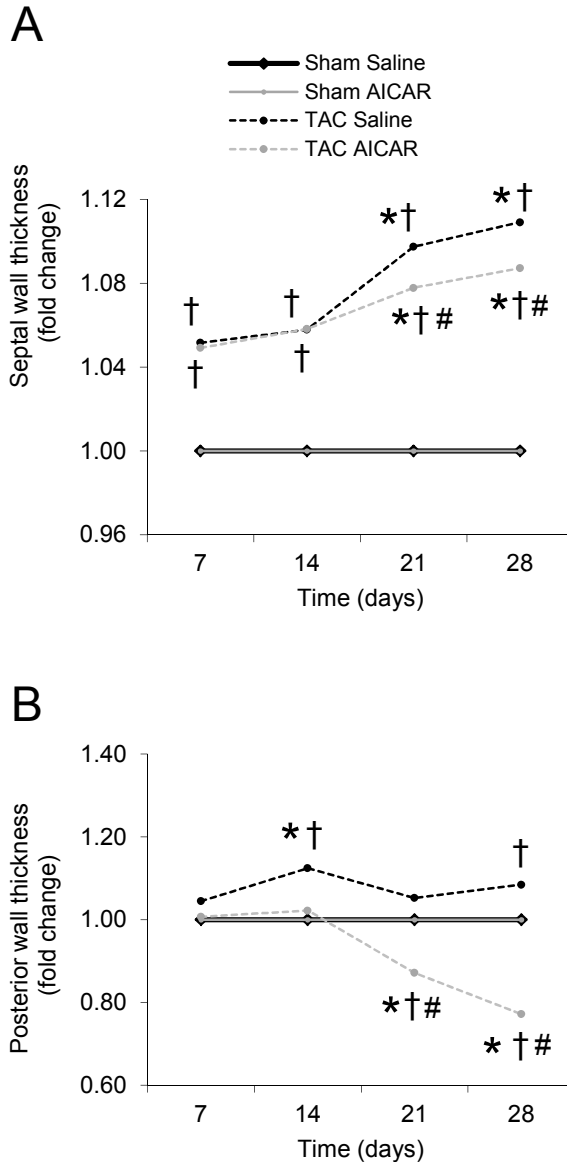 A
Sham Saline
Sham AICAR
TAC Saline
TAC AICAR
Septal wall thickness
(fold change)
1.12
1.08
1.04
1.00
0.96
*†
*†
†
†
*†#
*†#
†
†
7 14 21 28
Time (days)
B
Posterior wall thickness
(fold change)
1.40
1.20
1.00
0.80
0.60
*†
†
*†#
*†#
7 14 21 28
Time (days)